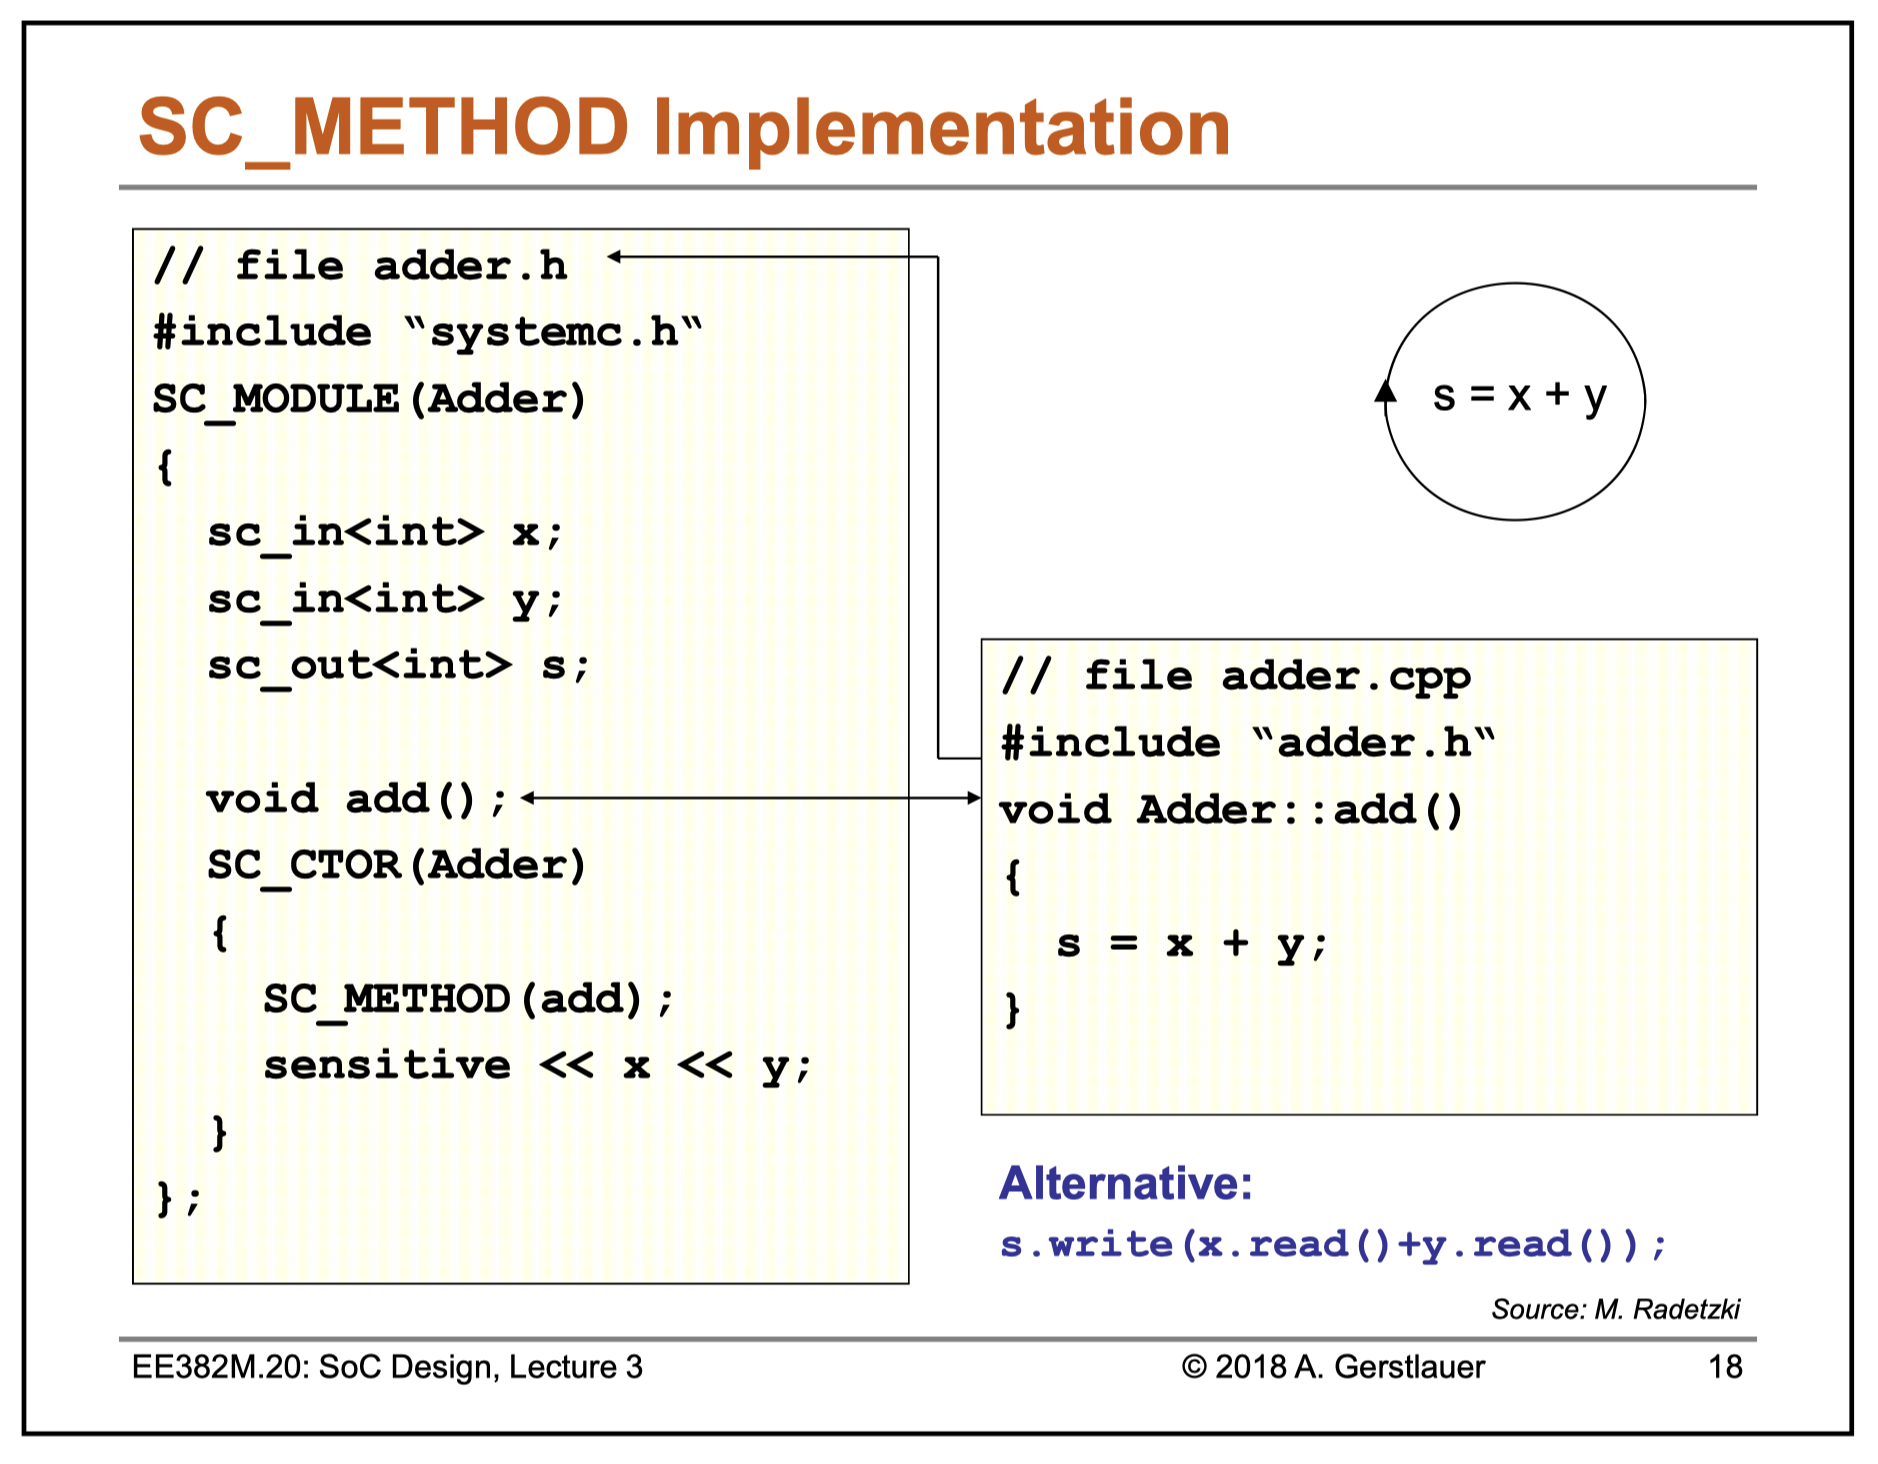 SC_METHOD Implementation
// file adder.h
#include “systemc.h“
SC_MODULE(Adder)
{
  sc_in<int> x;
  sc_in<int> y;
  sc_out<int> s;
  void add();
  SC_CTOR(Adder)
  {
    SC_METHOD(add);
    sensitive << x << y;
  }
};
s = x + y
// file adder.cpp
#include “adder.h“
void Adder::add()
{
  s = x + y;
}
Alternative:
s.write(x.read()+y.read());
Source: M. Radetzki
EE382M.20: SoC Design, Lecture 3
© 2018 A. Gerstlauer
18